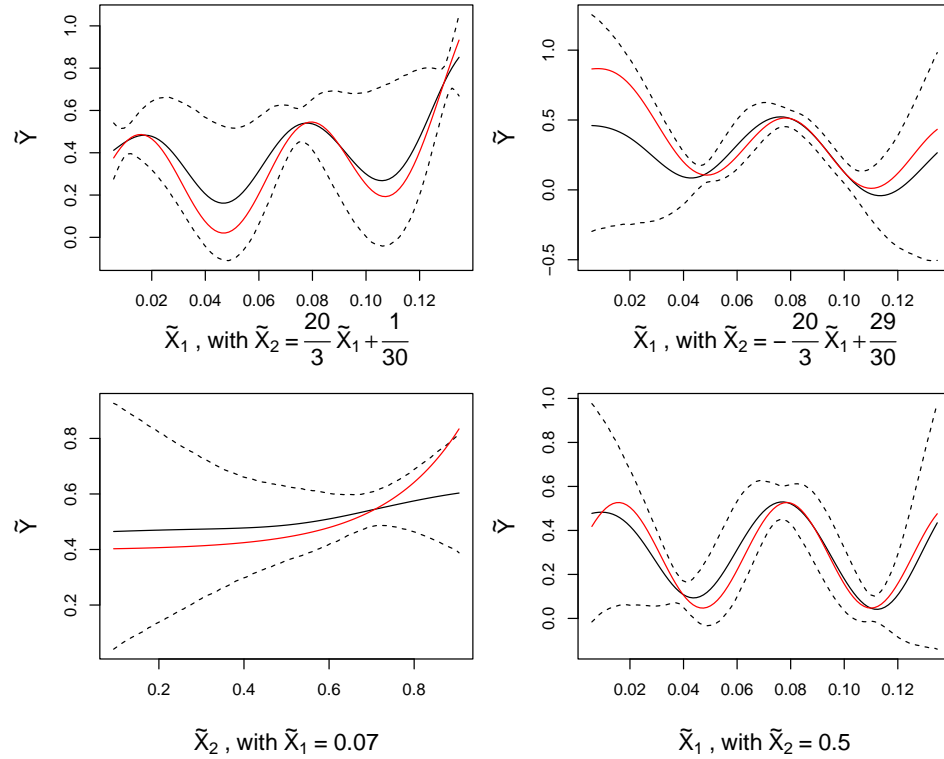 1.0
0.8
0.6
0.4
0.2
0.0
Ỹ
0.02 0.04 0.06 0.08 0.10 0.12
X̃₁ , with X̃₂ = 20/3 X̃₁ + 1/30
1.0
0.5
0.0
−0.5
Ỹ
0.02 0.04 0.06 0.08 0.10 0.12
X̃₁ , with X̃₂ = − 20/3 X̃₁ + 29/30
0.8
0.6
0.4
0.2
Ỹ
0.2 0.4 0.6 0.8
X̃₂ , with X̃₁ = 0.07
1.0
0.8
0.6
0.4
0.2
0.0
Ỹ
0.02 0.04 0.06 0.08 0.10 0.12
X̃₁ , with X̃₂ = 0.5